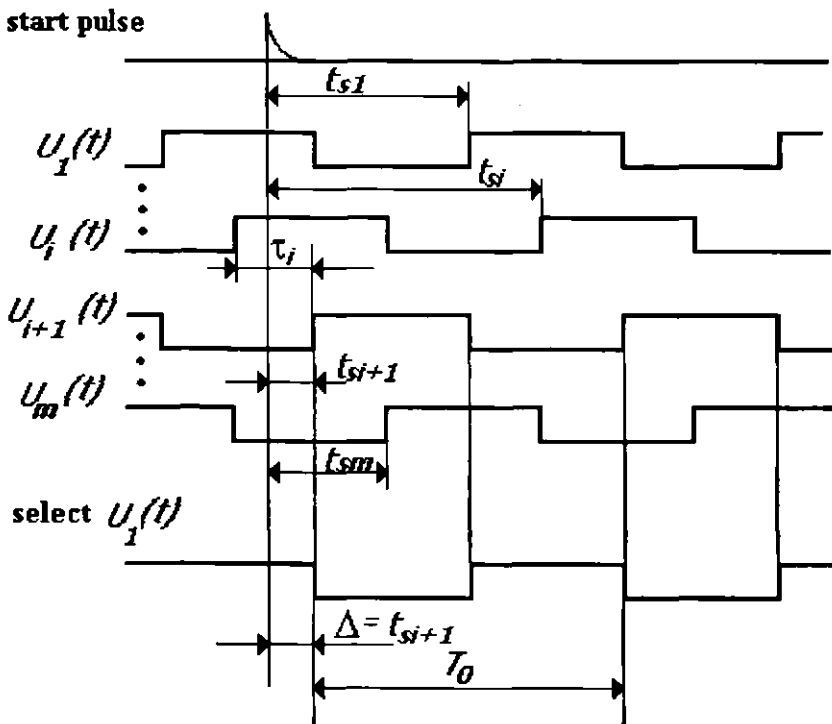 start pulse
t_s1
U_1(t)
t_si
U_i(t)
τ_i
U_i+1(t)
t_si+1
U_m(t)
t_sm
select U_1(t)
Δ = t_si+1
T_0